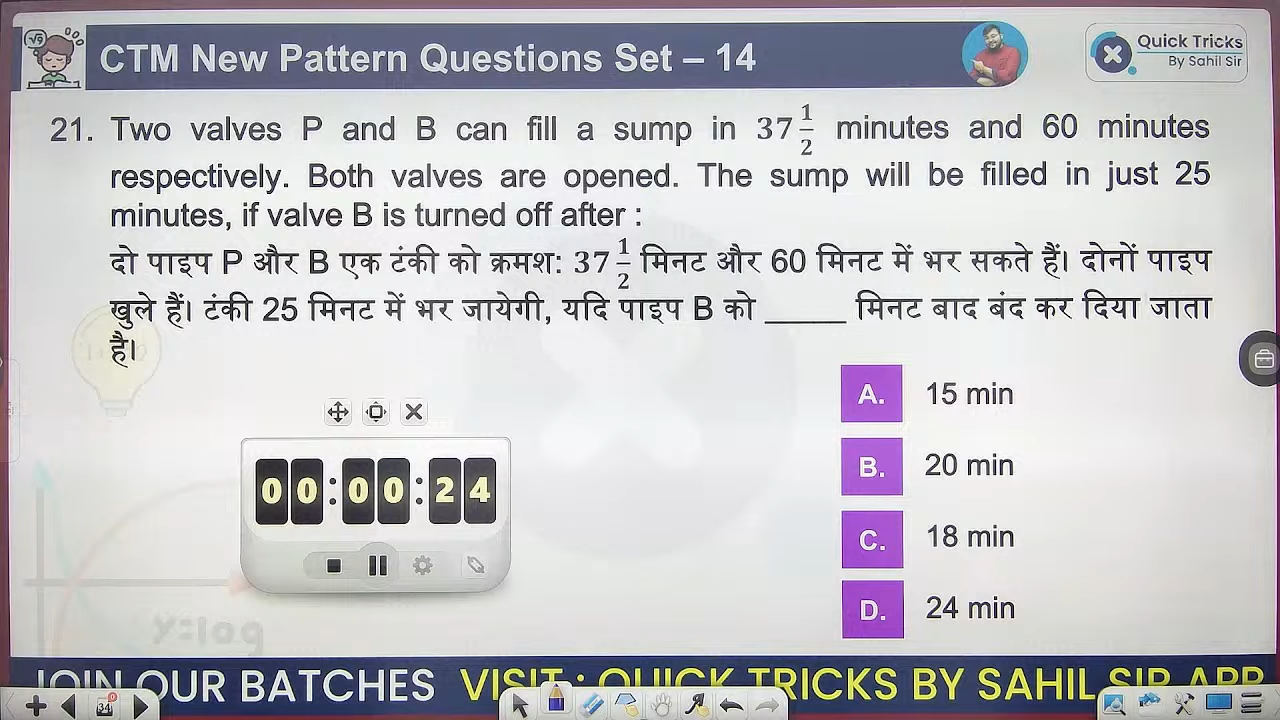 CTM New Pattern Questions Set – 14
Quick Tricks
By Sahil Sir
21. Two valves P and B can fill a sump in 37 1/2 minutes and 60 minutes
respectively. Both valves are opened. The sump will be filled in just 25
minutes, if valve B is turned off after :
दो पाइप P और B एक टंकी को क्रमश: 37 1/2 मिनट और 60 मिनट में भर सकते हैं। दोनों पाइप
खुले हैं। टंकी 25 मिनट में भर जायेगी, यदि पाइप B को _____ मिनट बाद बंद कर दिया जाता
है।
A. 15 min
B. 20 min
C. 18 min
D. 24 min
00:00:24
y=log
JOIN OUR BATCHES VISIT : QUICK TRICKS BY SAHIL SIR APP
34